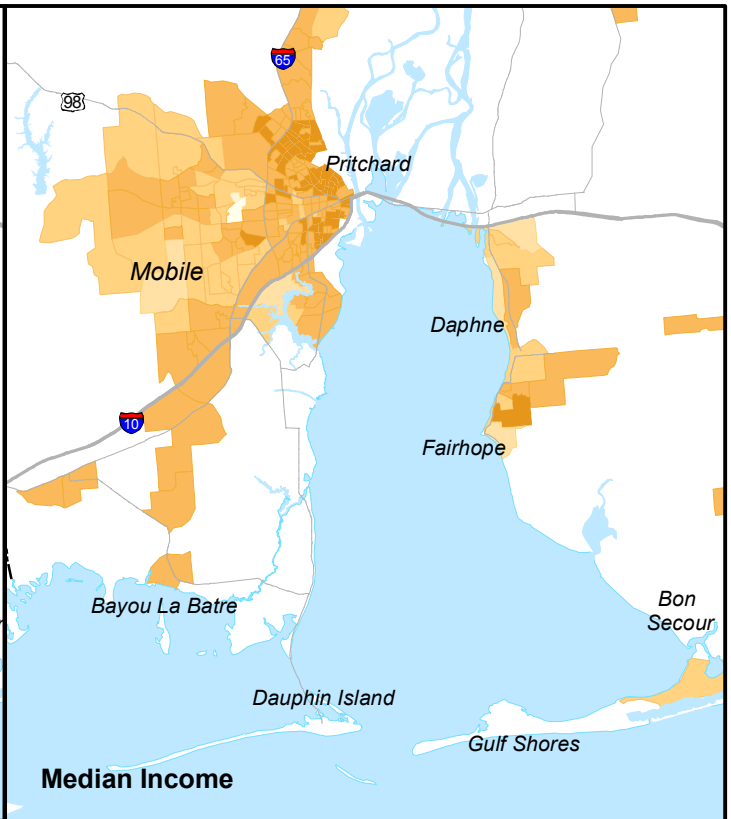 65
98
Pritchard
Mobile
Daphne
10
Fairhope
Bayou La Batre
Bon
Secour
Dauphin Island
Gulf Shores
Median Income